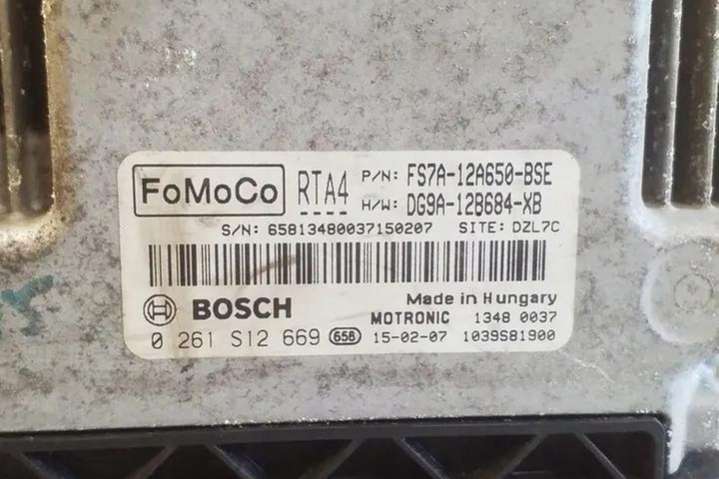 FoMoCo RTA4 P/N: FS7A-12A650-BSE
H/W: DG9A-12B684-XB
S/N: 65813480037150207 SITE: DZL7C
BOSCH Made in Hungary
MOTRONIC 1348 0037
0 261 S12 669 658 15-02-07 1039S81900